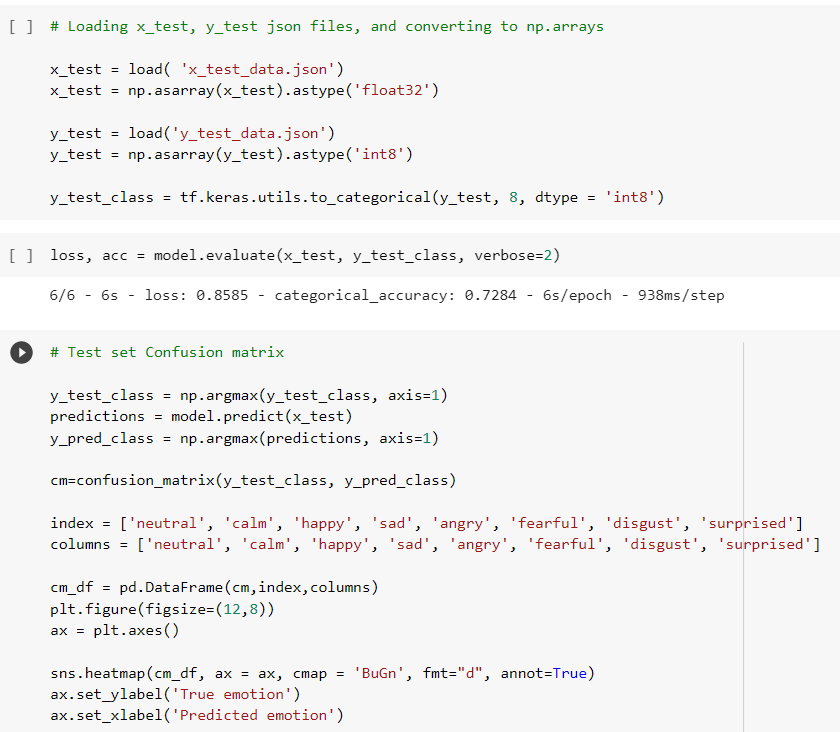 [ ] # Loading x_test, y_test json files, and converting to np.arrays
x_test = load( 'x_test_data.json')
x_test = np.asarray(x_test).astype('float32')
y_test = load('y_test_data.json')
y_test = np.asarray(y_test).astype('int8')
y_test_class = tf.keras.utils.to_categorical(y_test, 8, dtype = 'int8')
[ ] loss, acc = model.evaluate(x_test, y_test_class, verbose=2)
6/6 - 6s - loss: 0.8585 - categorical_accuracy: 0.7284 - 6s/epoch - 938ms/step
# Test set Confusion matrix
y_test_class = np.argmax(y_test_class, axis=1)
predictions = model.predict(x_test)
y_pred_class = np.argmax(predictions, axis=1)
cm=confusion_matrix(y_test_class, y_pred_class)
index = ['neutral', 'calm', 'happy', 'sad', 'angry', 'fearful', 'disgust', 'surprised']
columns = ['neutral', 'calm', 'happy', 'sad', 'angry', 'fearful', 'disgust', 'surprised']
cm_df = pd.DataFrame(cm,index,columns)
plt.figure(figsize=(12,8))
ax = plt.axes()
sns.heatmap(cm_df, ax = ax, cmap = 'BuGn', fmt="d", annot=True)
ax.set_ylabel('True emotion')
ax.set_xlabel('Predicted emotion')